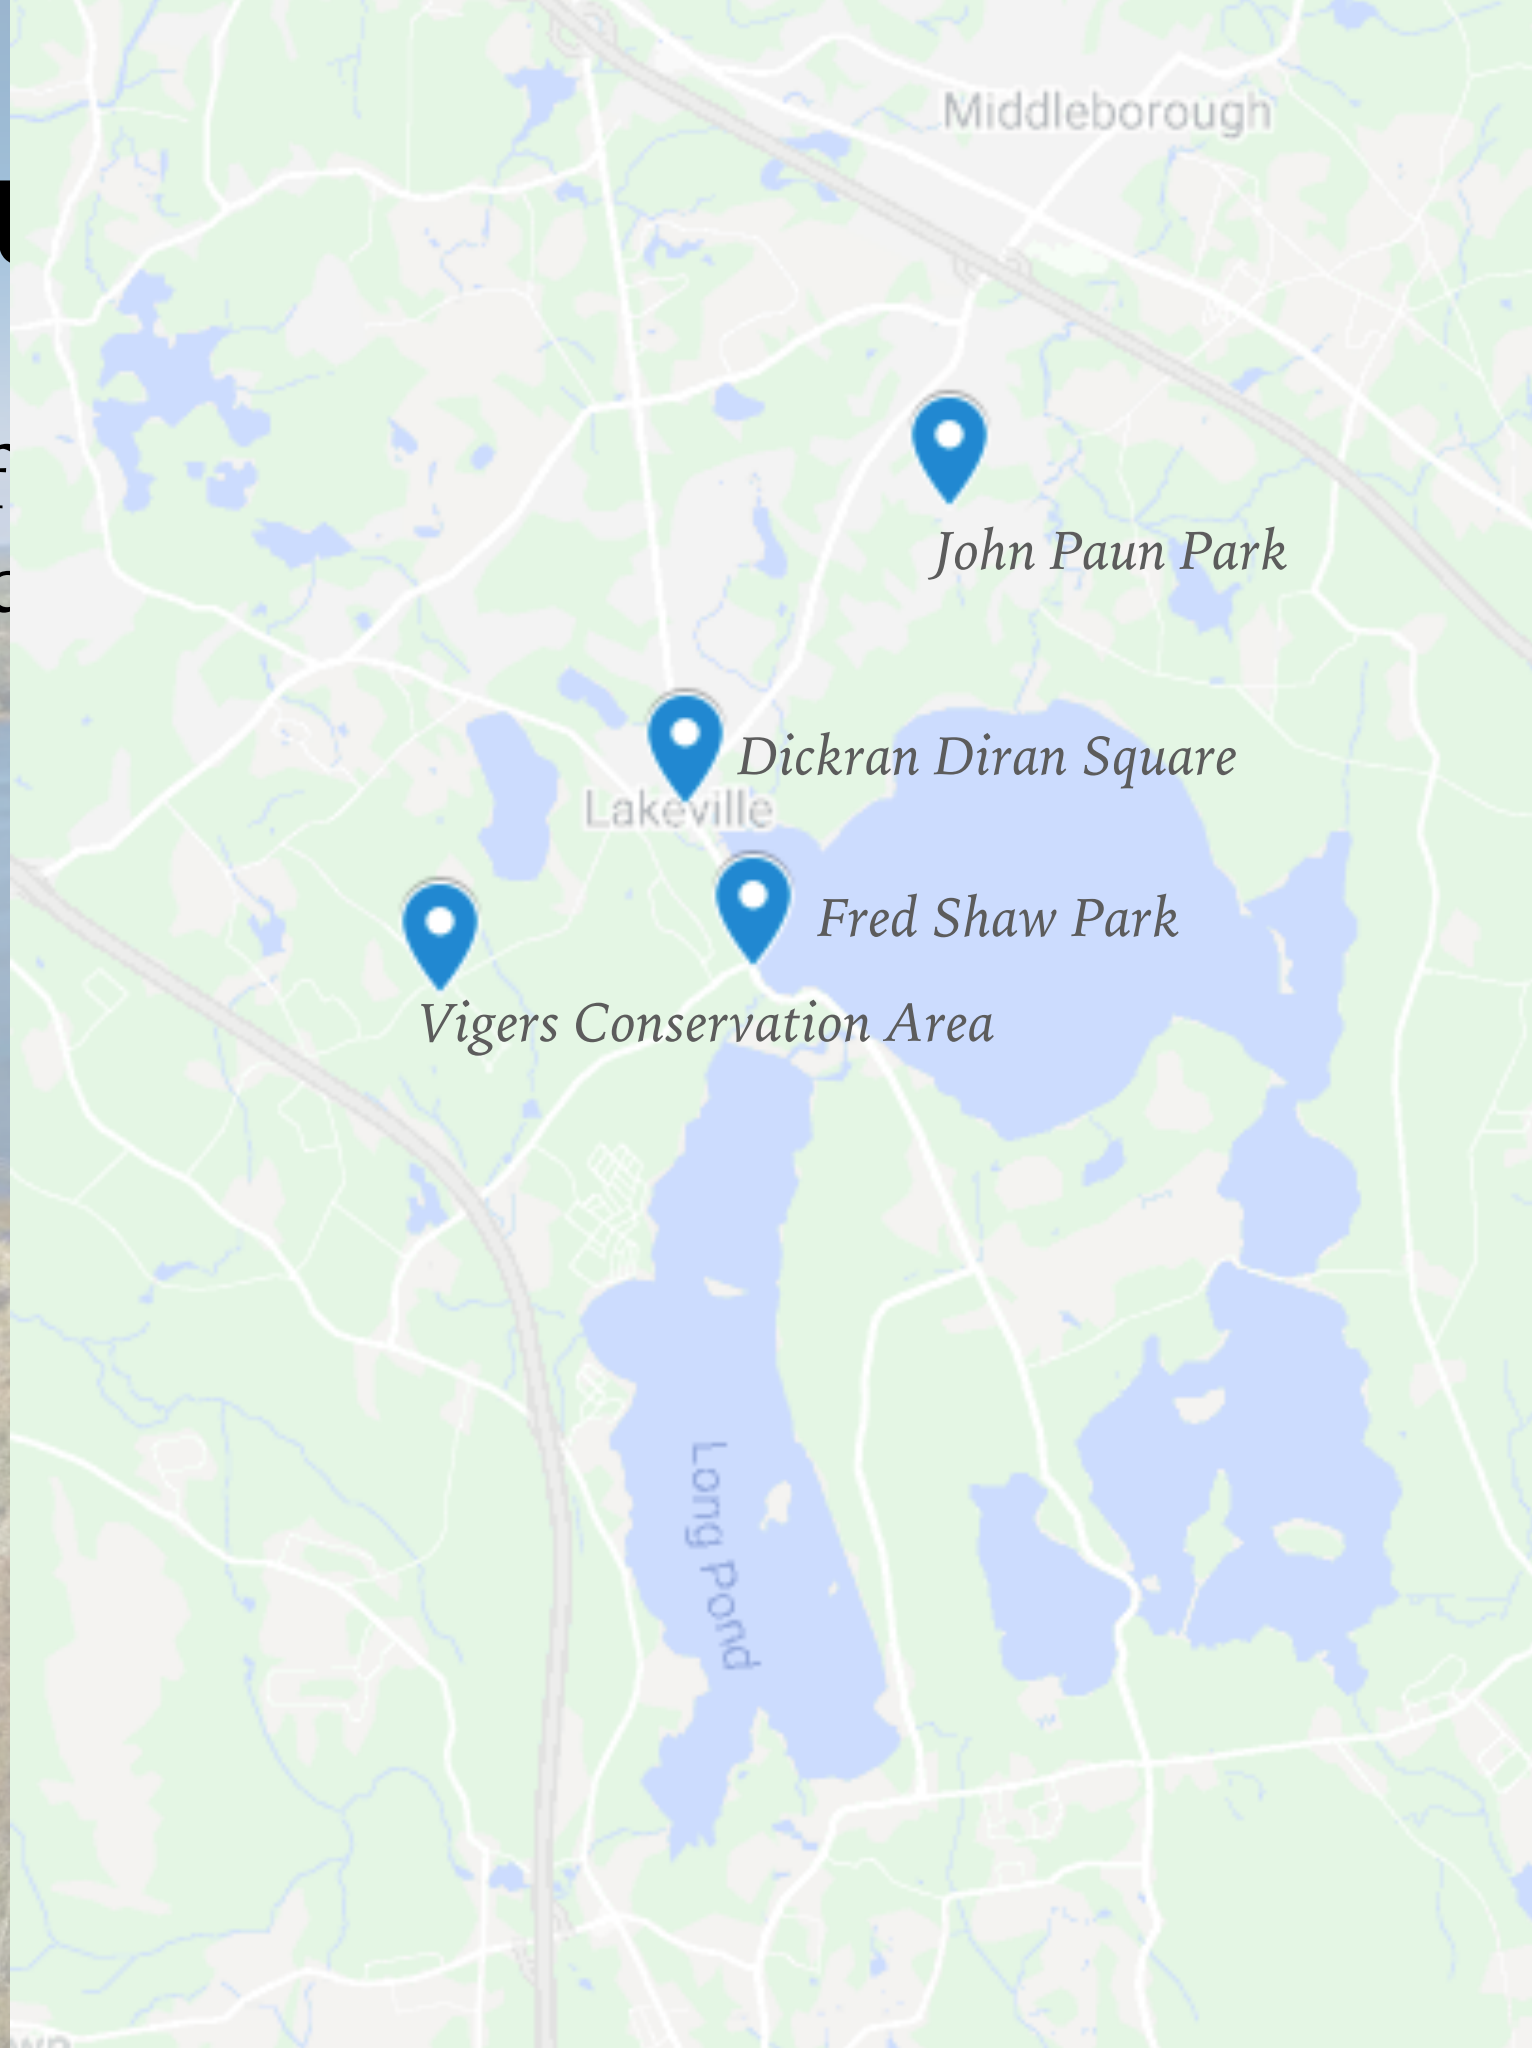 Middleborough
John Paun Park
Dickran Diran Square
Lakeville
Fred Shaw Park
Vigers Conservation Area
Long Pond